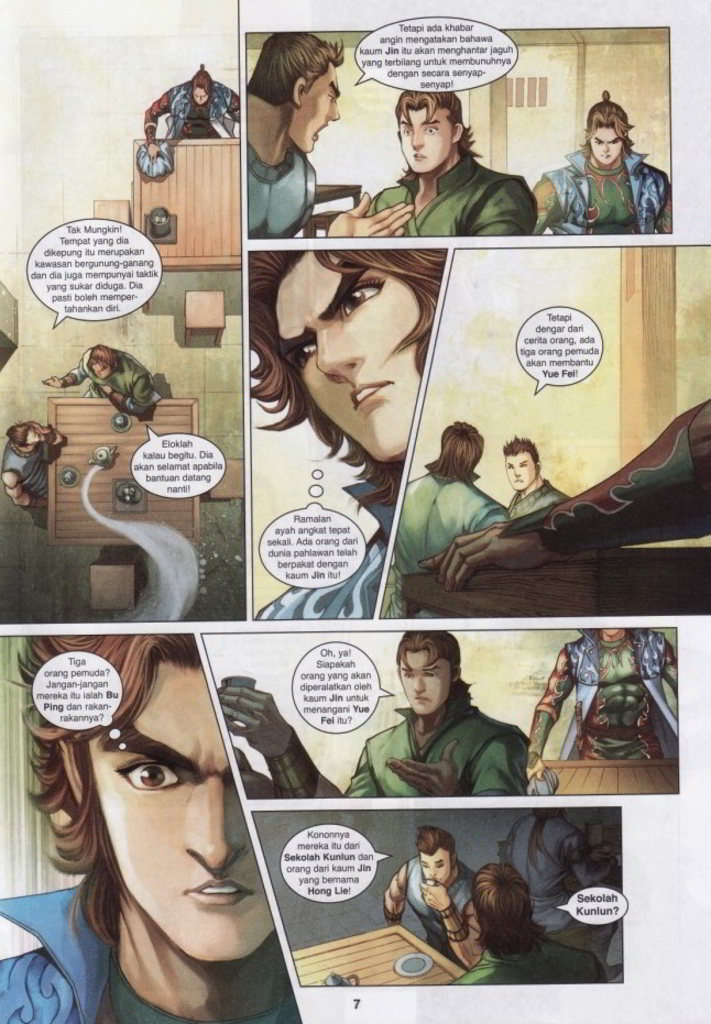 Tak Mungkin!
Tempat yang dia
dikepung itu merupakan
kawasan bergunung-ganang
dan dia juga mempunyai taktik
yang sukar diduga. Dia
pasti boleh memper-
tahankan diri.
Eloklah
kalau begitu. Dia
akan selamat apabila
bantuan datang
nanti!
Tetapi ada khabar
angin mengatakan bahawa
kaum Jin itu akan menghantar jaguh
yang terbilang untuk membunuhnya
dengan secara senyap-
senyap!
Ramalan
ayah angkat tepat
sekali. Ada orang dari
dunia pahlawan telah
berpakat dengan
kaum Jin itu!
Tetapi
dengar dari
cerita orang, ada
tiga orang pemuda
akan membantu
Yue Fei!
Tiga
orang pemuda?
Jangan-jangan
mereka itu ialah Bu
Ping dan rakan-
rakannya?
Oh, ya!
Siapakah
orang yang akan
diperalatkan oleh
kaum Jin untuk
menangani Yue
Fei itu?
Kononnya
mereka itu dari
Sekolah Kunlun dan
orang dari kaum Jin
yang bernama
Hong Lie!
Sekolah
Kunlun?
7